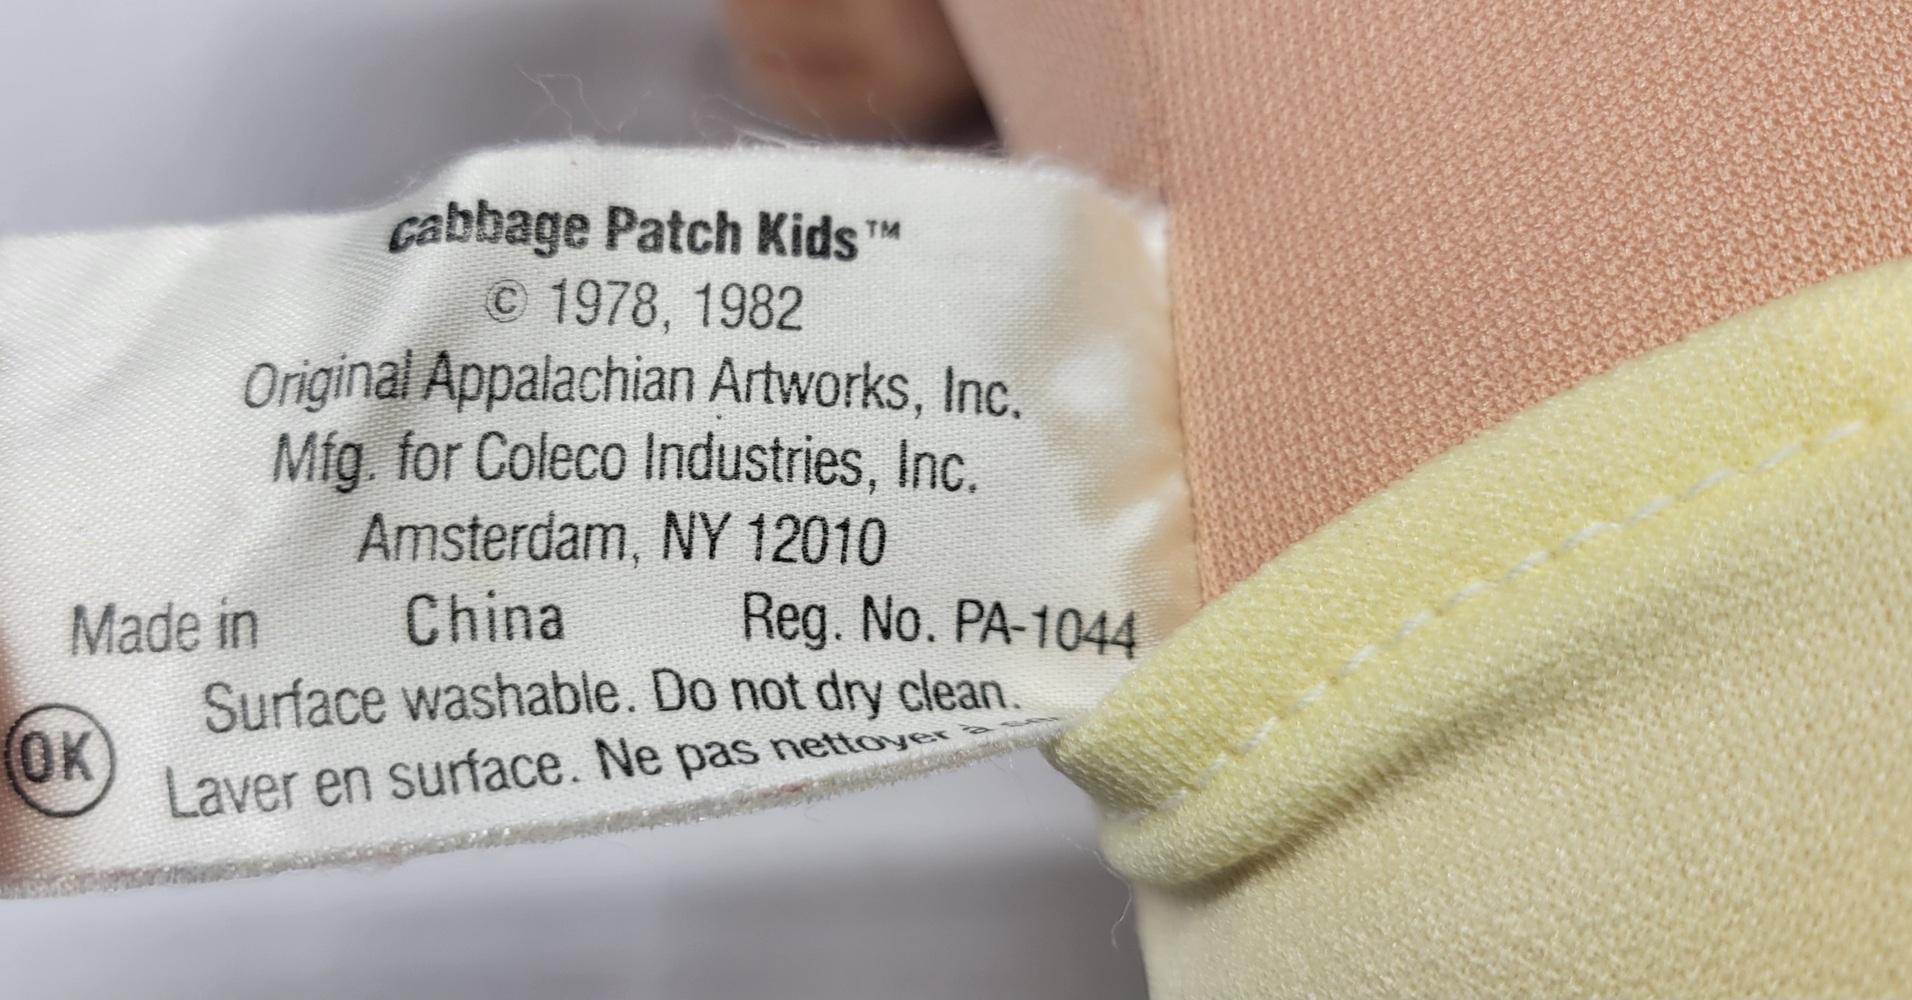 Cabbage Patch Kids™
© 1978, 1982
Original Appalachian Artworks, Inc.
Mfg. for Coleco Industries, Inc.
Amsterdam, NY 12010
Made in China Reg. No. PA-1044
Surface washable. Do not dry clean.
OK Laver en surface. Ne pas nettoyer à